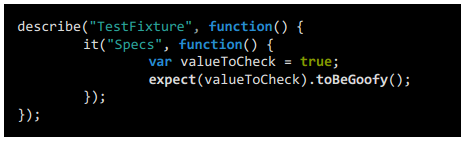 describe("TestFixture", function() {
        it("Specs", function() {
                var valueToCheck = true;
                expect(valueToCheck).toBeGoofy();
        });
});